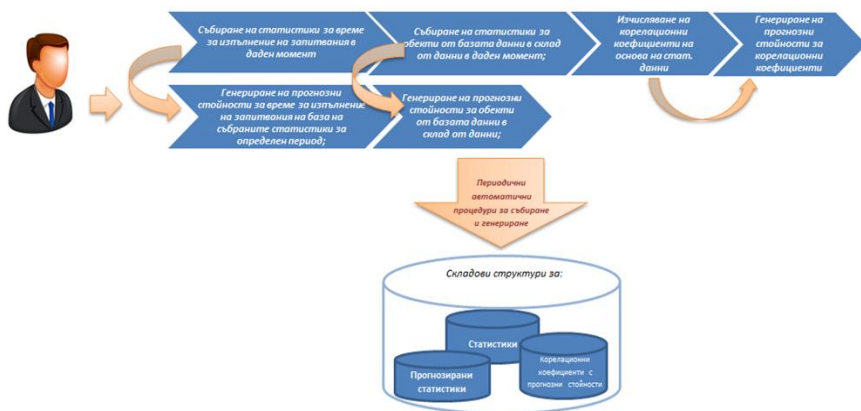 Събиране на статистики за време
за изпълнение на запитвания в
даден момент
Събиране на статистики за
обекти от базата данни в склад
от данни в даден момент;
Изчисляване на
корелационни
коефициенти на
основа на стат.
данни
Генериране на
прогнозни
стойности за
корелационни
коефициенти
Генериране на прогнозни
стойности за време за изпълнение
на запитвания на база на
събраните статистики за
определен период;
Генериране на прогнозни
стойности за обекти
от базата данни в
склад от данни;
Периодични
автоматични
процедури за събиране
и генериране
Складови структури за:
Статистики
Прогнозирани
статистики
Корелационни
коефициенти с
прогнозни стойности